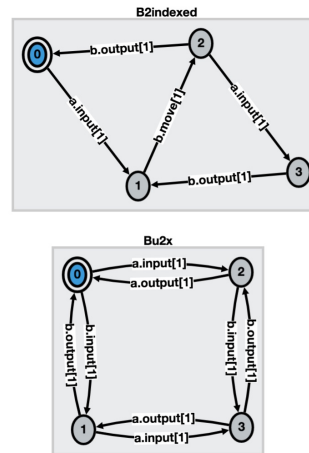 B2indexed
0
2
b.output[1]
a.input[1]
b.move[1]
a.input[1]
b.output[1]
1
3
Bu2x
0
a.input[1]
a.output[1]
2
b.output[1]
b.input[1]
b.input[1]
b.output[1]
1
a.output[1]
a.input[1]
3